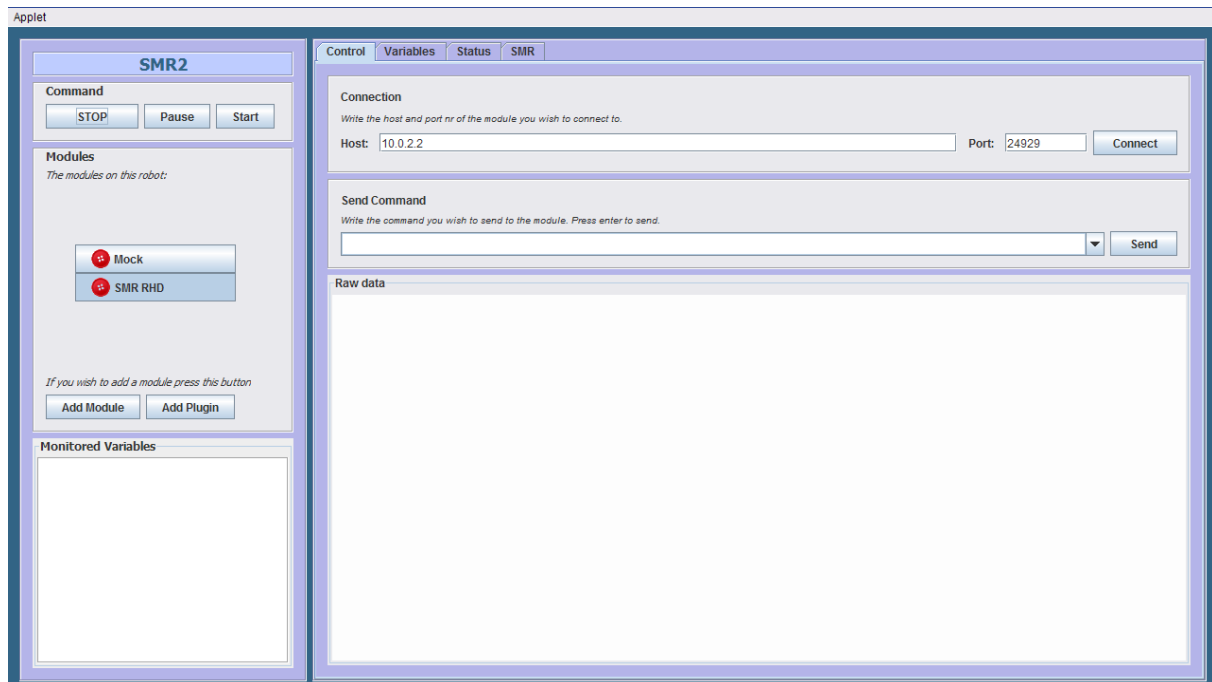 Applet
SMR2
Command
STOP Pause Start
Modules
The modules on this robot:
Mock
SMR RHD
If you wish to add a module press this button
Add Module Add Plugin
Monitored Variables
Control Variables Status SMR
Connection
Write the host and port nr of the module you wish to connect to.
Host: 10.0.2.2 Port: 24929 Connect
Send Command
Write the command you wish to send to the module. Press enter to send.
Send
Raw data